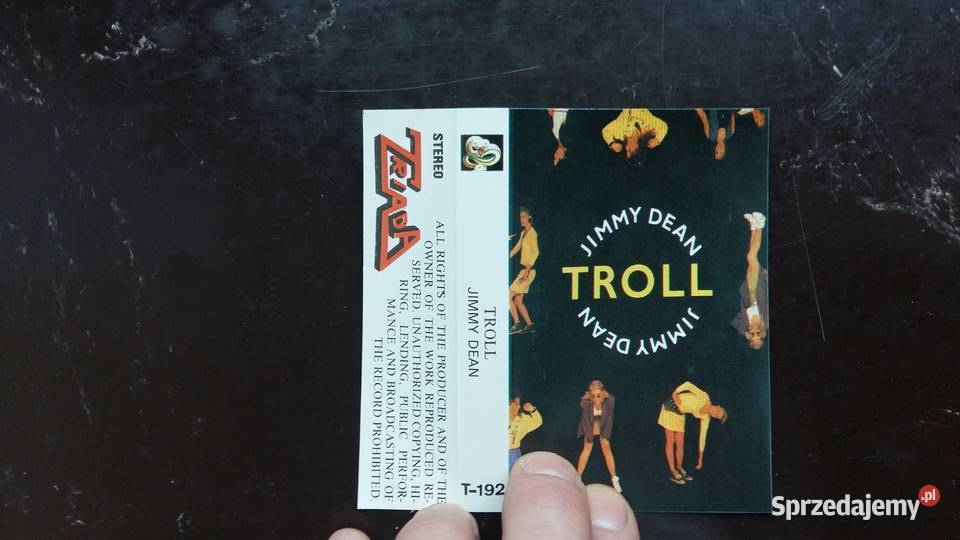 STEREO
TRIADA
ALL RIGHTS OF THE PRODUCER AND OF THE
OWNER OF THE WORK REPRODUCED RE-
SERVED. UNAUTHORIZED COPYING, HI-
RING, LENDING, PUBLIC PERFOR-
MANCE AND BROADCASTING OF
THE RECORD PROHIBITED.
TROLL
JIMMY DEAN
T-192
JIMMY DEAN
TROLL
JIMMY DEAN
Sprzedajemy.pl